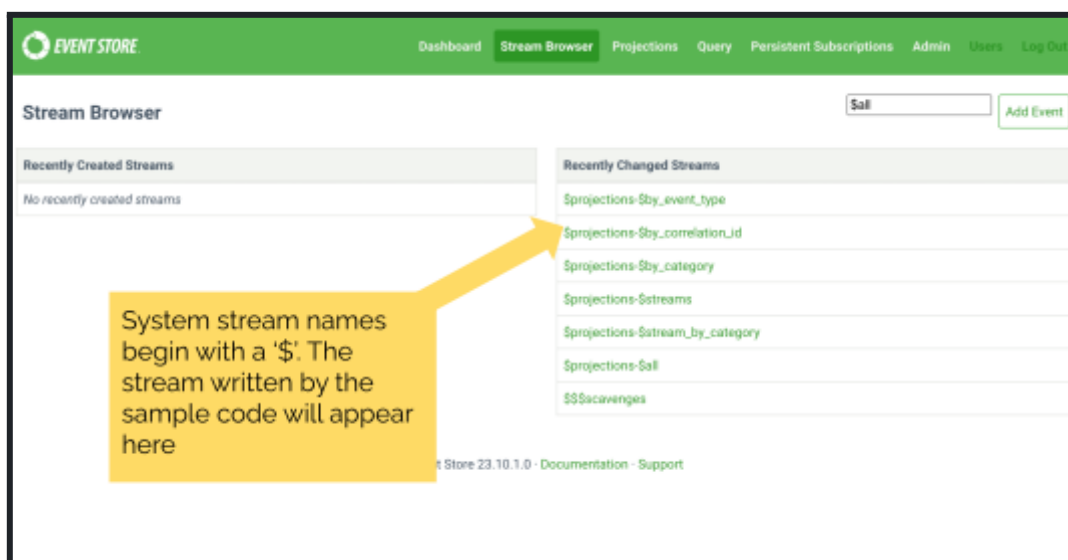 EVENT STORE
Dashboard Stream Browser Projections Query Persistent Subscriptions Admin Users Log Out
Stream Browser
$all
Add Event
Recently Created Streams
No recently created streams
Recently Changed Streams
$projections-$by_event_type
$projections-$by_correlation_id
$projections-$by_category
$projections-$streams
$projections-$stream_by_category
$projections-$all
$$$scavenges
System stream names
begin with a ‘$’. The
stream written by the
sample code will appear
here
t Store 23.10.1.0 - Documentation - Support